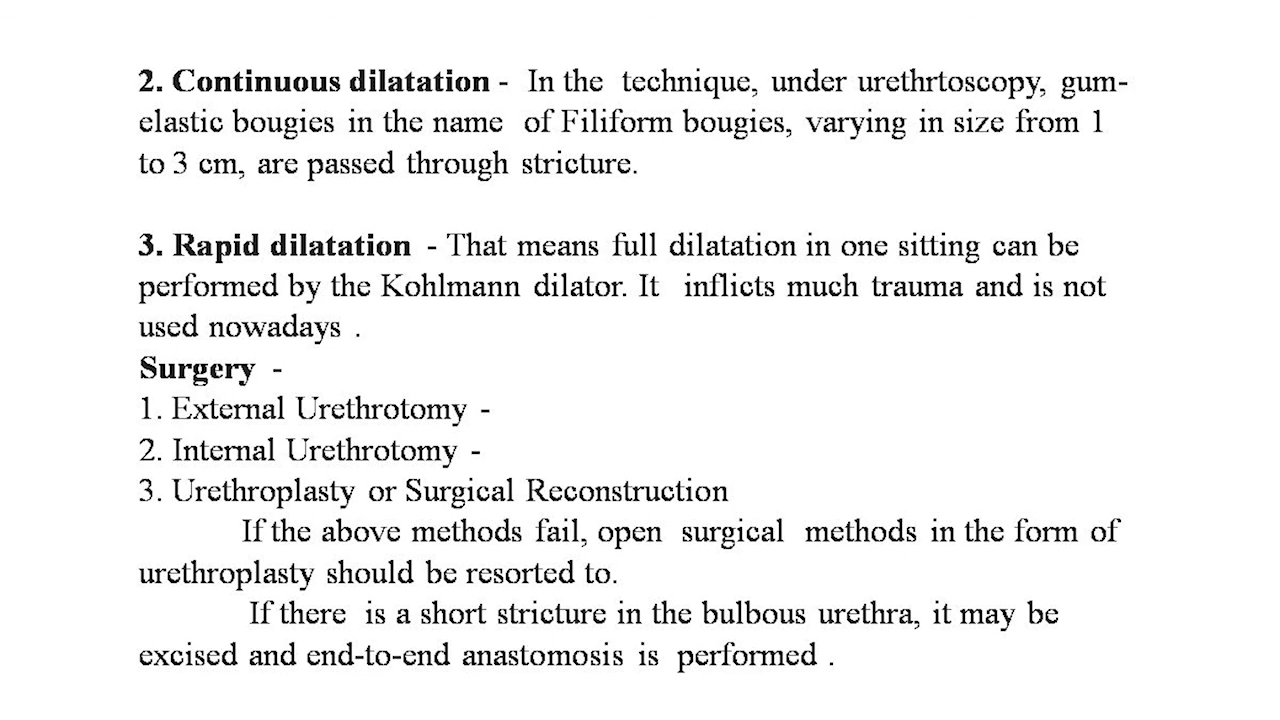 2. Continuous dilatation - In the technique, under urethrtoscopy, gum-
elastic bougies in the name of Filiform bougies, varying in size from 1
to 3 cm, are passed through stricture.
3. Rapid dilatation - That means full dilatation in one sitting can be
performed by the Kohlmann dilator. It inflicts much trauma and is not
used nowadays .
Surgery -
1. External Urethrotomy -
2. Internal Urethrotomy -
3. Urethroplasty or Surgical Reconstruction
If the above methods fail, open surgical methods in the form of
urethroplasty should be resorted to.
If there is a short stricture in the bulbous urethra, it may be
excised and end-to-end anastomosis is performed .